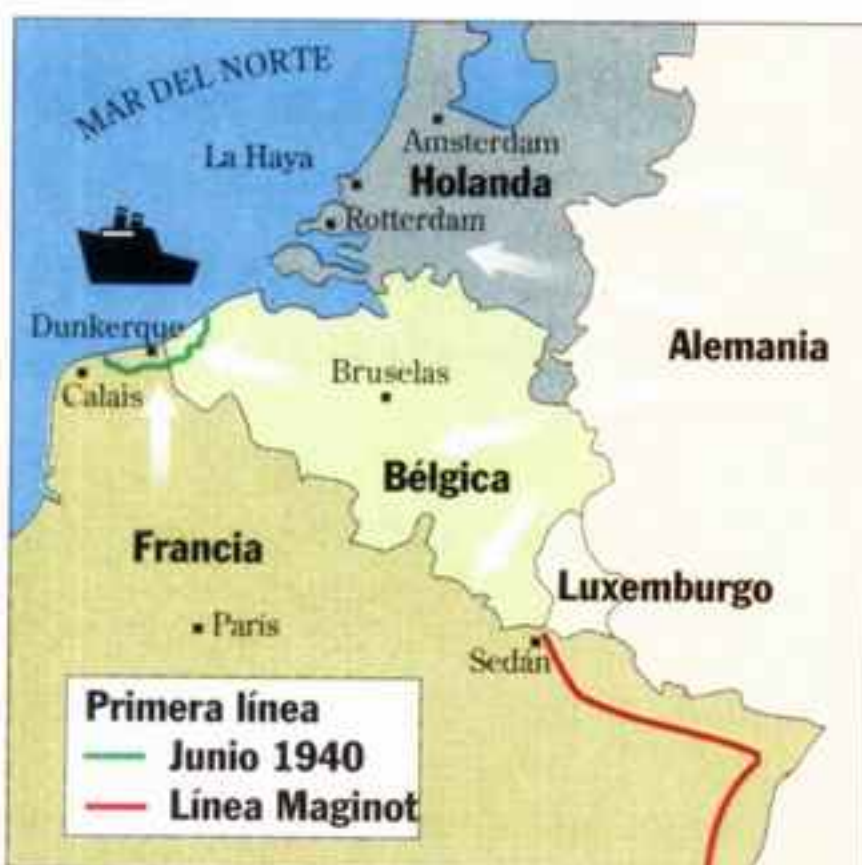 MAR DEL NORTE
Amsterdam
La Haya
Holanda
Rotterdam
Dunkerque
Alemania
Bruselas
Calais
Bélgica
Francia
Luxemburgo
París
Sedán
Primera línea
Junio 1940
Línea Maginot